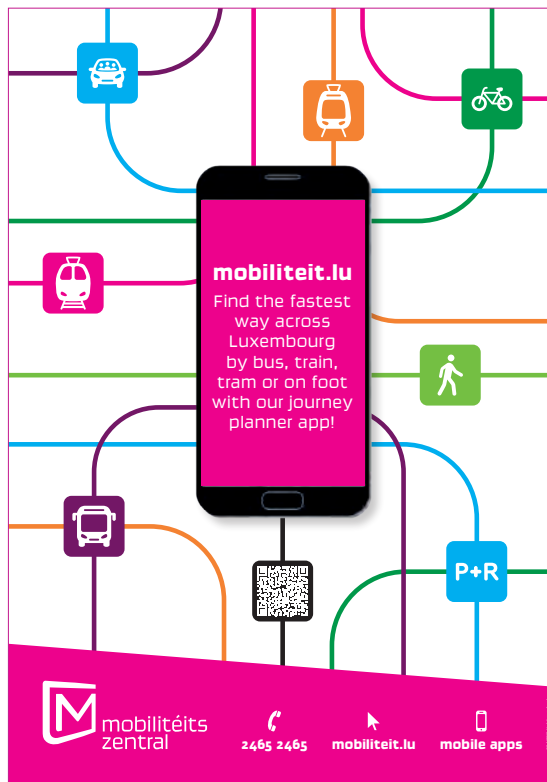 mobiliteit.lu
Find the fastest
way across
Luxembourg
by bus, train,
tram or on foot
with our journey
planner app!
P+R
mobilitéits
zentral
2465 2465
mobiliteit.lu
mobile apps